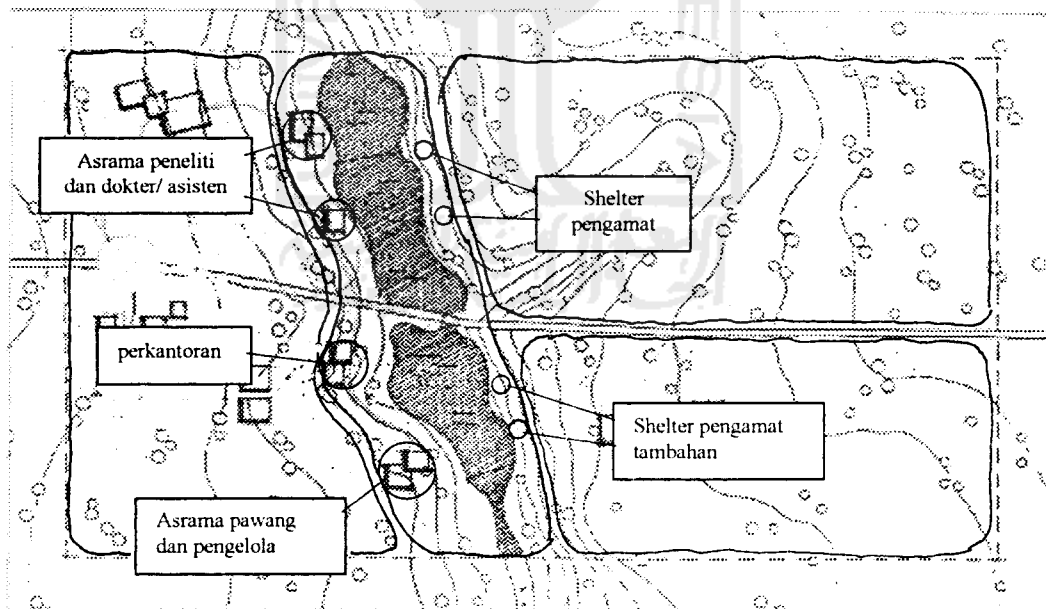 Asrama peneliti
dan dokter/ asisten
Shelter
pengamat
perkantoran
Shelter pengamat
tambahan
Asrama pawang
dan pengelola